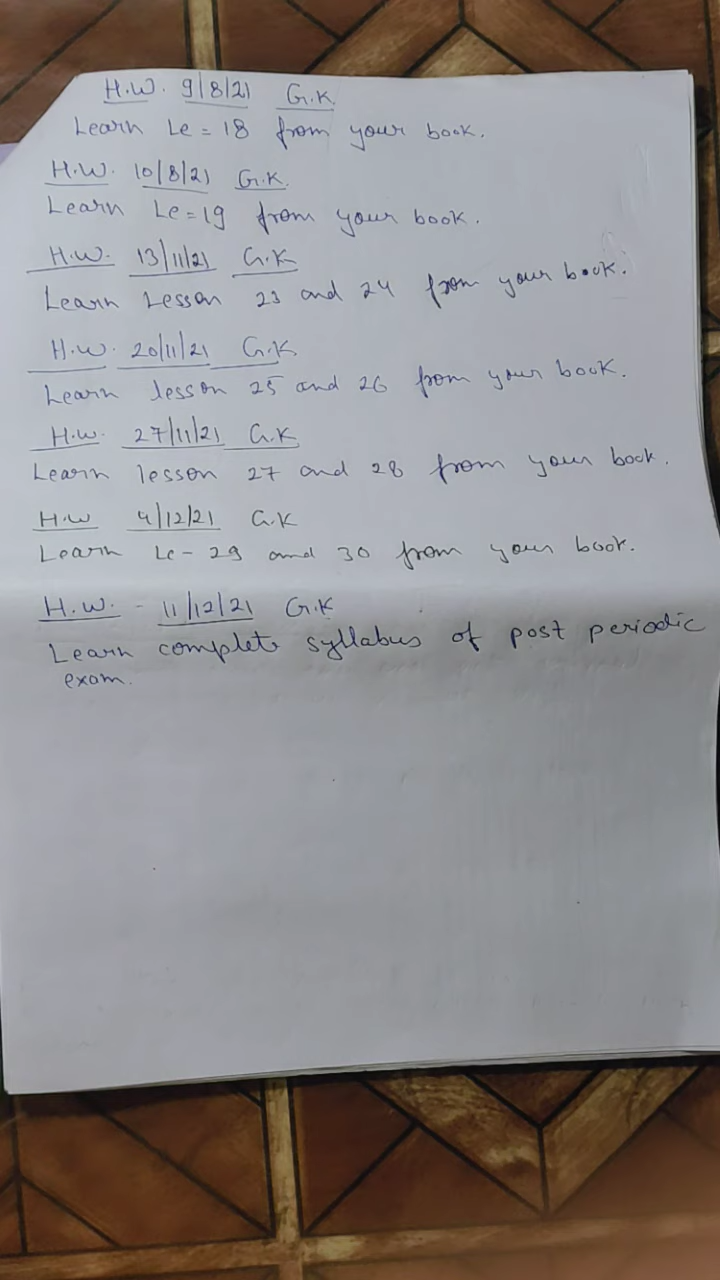 H.W. 9/8/21 G.K
Learn Le = 18 from your book.
H.W. 10/8/21 G.K.
Learn Le = 19 from your book.
H.W. 13/11/21 G.K
Learn Lesson 23 and 24 from your book.
H.W. 20/11/21 G.K
Learn lesson 25 and 26 from your book.
H.W. 27/11/21 G.K
Learn lesson 27 and 28 from your book.
H.W 4/12/21 G.K
Learn Le - 29 and 30 from your book.
H.W. - 11/12/21 G.K
Learn complete syllabus of post periodic
exam.